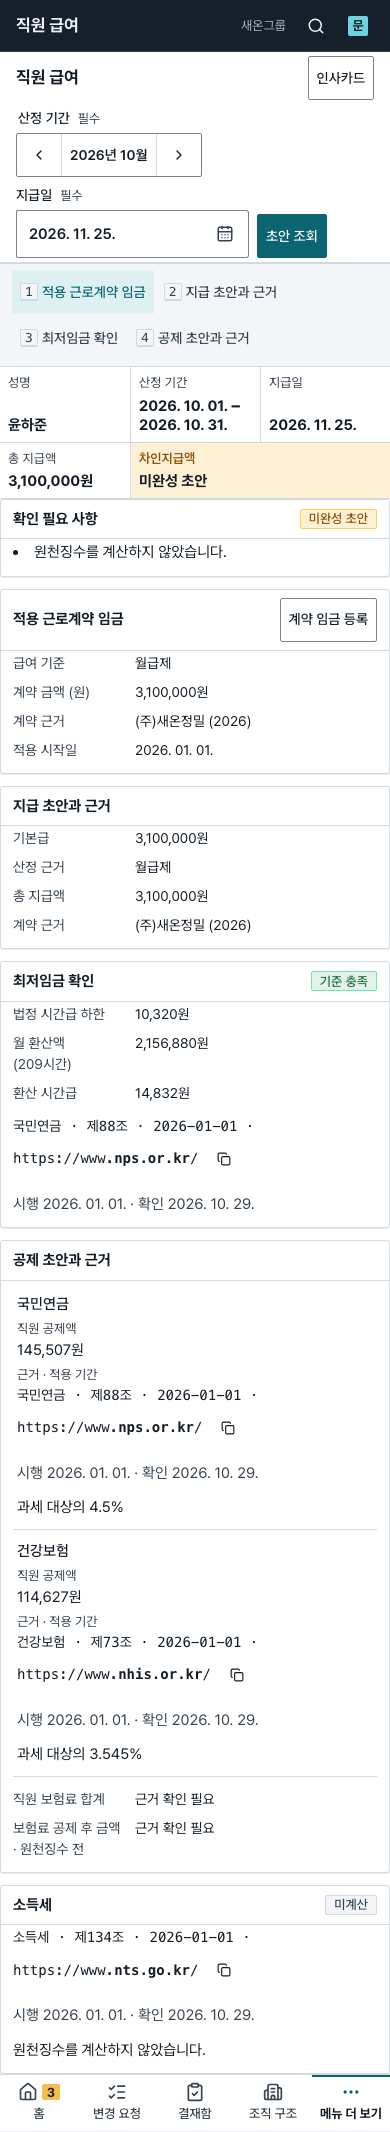 직원 급여 새온그룹 문
직원 급여 인사카드
산정 기간 필수
2026년 10월
지급일 필수
2026. 11. 25. 초안 조회
1 적용 근로계약 임금 2 지급 초안과 근거
3 최저임금 확인 4 공제 초안과 근거
성명 산정 기간 지급일
윤하준 2026. 10. 01. – 2026. 10. 31. 2026. 11. 25.
총 지급액 차인지급액
3,100,000원 미완성 초안
확인 필요 사항 미완성 초안
• 원천징수를 계산하지 않았습니다.
적용 근로계약 임금 계약 임금 등록
급여 기준 월급제
계약 금액 (원) 3,100,000원
계약 근거 (주)새온정밀 (2026)
적용 시작일 2026. 01. 01.
지급 초안과 근거
기본급 3,100,000원
산정 근거 월급제
총 지급액 3,100,000원
계약 근거 (주)새온정밀 (2026)
최저임금 확인 기준 충족
법정 시간급 하한 10,320원
월 환산액 2,156,880원
(209시간)
환산 시간급 14,832원
국민연금 · 제88조 · 2026-01-01 ·
https://www.nps.or.kr/
시행 2026. 01. 01. · 확인 2026. 10. 29.
공제 초안과 근거
국민연금
직원 공제액
145,507원
근거 · 적용 기간
국민연금 · 제88조 · 2026-01-01 ·
https://www.nps.or.kr/
시행 2026. 01. 01. · 확인 2026. 10. 29.
과세 대상의 4.5%
건강보험
직원 공제액
114,627원
근거 · 적용 기간
건강보험 · 제73조 · 2026-01-01 ·
https://www.nhis.or.kr/
시행 2026. 01. 01. · 확인 2026. 10. 29.
과세 대상의 3.545%
직원 보험료 합계 근거 확인 필요
보험료 공제 후 금액 근거 확인 필요
· 원천징수 전
소득세 미계산
소득세 · 제134조 · 2026-01-01 ·
https://www.nts.go.kr/
시행 2026. 01. 01. · 확인 2026. 10. 29.
원천징수를 계산하지 않았습니다.
3
홈 변경 요청 결재함 조직 구조 메뉴 더 보기